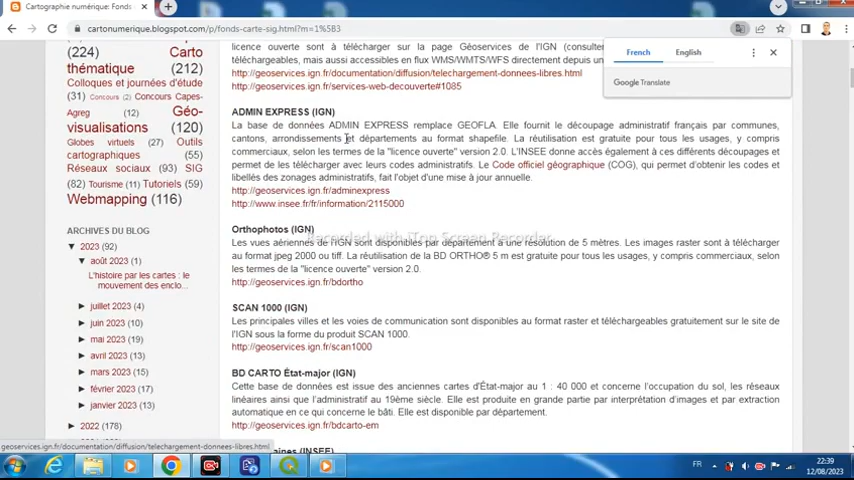 Cartographie numérique: Fonds
cartonumerique.blogspot.com/p/fonds-carte-sig.html?m=1%5B3
(224) Carto
thématique (212)
Colloques et journées d'étude
(31) Concours (2) Concours Capes-
Agreg (12) Géo-
visualisations (120)
Globes virtuels (27) Outils
cartographiques (55)
Réseaux sociaux (93) SIG
(82) Tourisme (11) Tutoriels (59)
Webmapping (116)
ARCHIVES DU BLOG
▼ 2023 (92)
▼ août 2023 (1)
L'histoire par les cartes : le
mouvement des enclo...
► juillet 2023 (4)
► juin 2023 (10)
► mai 2023 (19)
► avril 2023 (13)
► mars 2023 (15)
► février 2023 (17)
► janvier 2023 (13)
► 2022 (178)
licence ouverte sont à télécharger sur la page Géoservices de l'IGN (consulter
téléchargeables, mais aussi accessibles en flux WMS/WMTS/WFS directement depuis un
http://geoservices.ign.fr/documentation/diffusion/telechargement-donnees-libres.html
http://geoservices.ign.fr/services-web-decouverte#1085
ADMIN EXPRESS (IGN)
La base de données ADMIN EXPRESS remplace GEOFLA. Elle fournit le découpage administratif français par communes,
cantons, arrondissements et départements au format shapefile. La réutilisation est gratuite pour tous les usages, y compris
commerciaux, selon les termes de la "licence ouverte" version 2.0. L'INSEE donne accès également à ces différents découpages et
permet de les télécharger avec leurs codes administratifs. Le Code officiel géographique (COG), qui permet d'obtenir les codes et
libellés des zonages administratifs, fait l'objet d'une mise à jour annuelle.
http://geoservices.ign.fr/adminexpress
http://www.insee.fr/fr/information/2115000
Orthophotos (IGN)
Recorded with iTop Screen Recorder
Les vues aériennes de l'IGN sont disponibles par département à une résolution de 5 mètres. Les images raster sont à télécharger
au format jpeg 2000 ou tiff. La réutilisation de la BD ORTHO® 5 m est gratuite pour tous les usages, y compris commerciaux, selon
les termes de la "licence ouverte" version 2.0.
http://geoservices.ign.fr/bdortho
SCAN 1000 (IGN)
Les principales villes et les voies de communication sont disponibles au format raster et téléchargeables gratuitement sur le site de
l'IGN sous la forme du produit SCAN 1000.
http://geoservices.ign.fr/scan1000
BD CARTO État-major (IGN)
Cette base de données est issue des anciennes cartes d'État-major au 1 : 40 000 et concerne l'occupation du sol, les réseaux
linéaires ainsi que l'administratif au 19ème siècle. Elle est produite en grande partie par interprétation d'images et par extraction
automatique en ce qui concerne le bâti. Elle est disponible par département.
http://geoservices.ign.fr/bdcarto-em
(INSEE)
French English
Google Translate
geoservices.ign.fr/documentation/diffusion/telechargement-donnees-libres.html
FR
22:39
12/08/2023